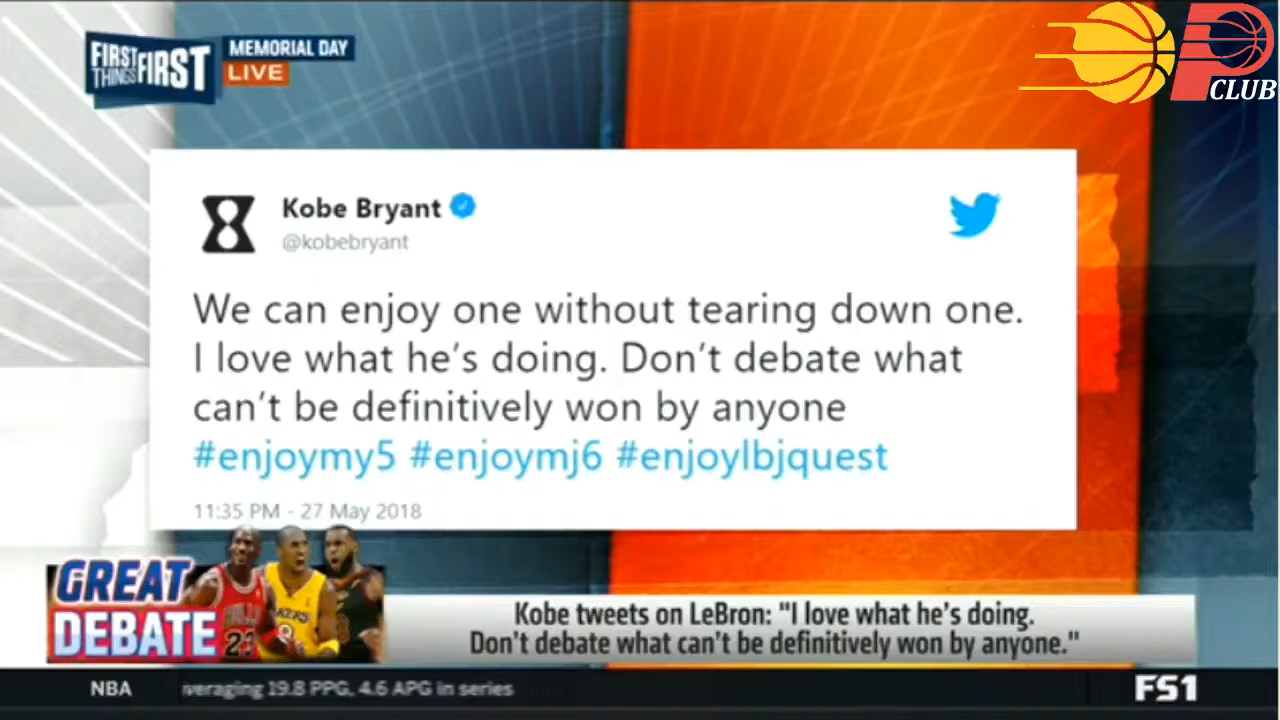 FIRST THINGS FIRST
MEMORIAL DAY
LIVE
P
CLUB
Kobe Bryant
@kobebryant
We can enjoy one without tearing down one.
I love what he's doing. Don't debate what
can't be definitively won by anyone
#enjoymy5 #enjoymj6 #enjoylbjquest
11:35 PM - 27 May 2018
GREAT
DEBATE
23
Kobe tweets on LeBron: "I love what he's doing.
Don't debate what can't be definitively won by anyone."
NBA veraging 19.8 PPG, 4.6 APG in series
FS1